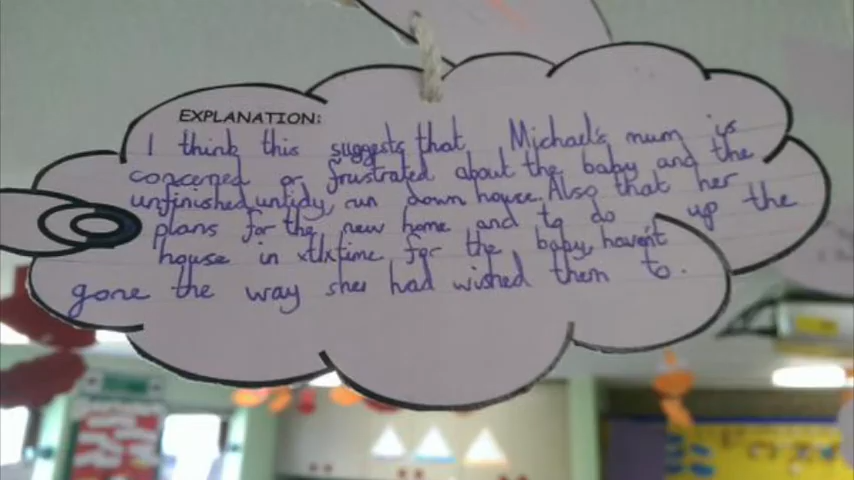 EXPLANATION:
I think this suggests that Michael's mum is
concerned or frustrated about the baby and the
unfinished, untidy, run down house. Also that her
plans for the new home and to do up the
house in time for the baby, haven't
gone the way she had wished them to.